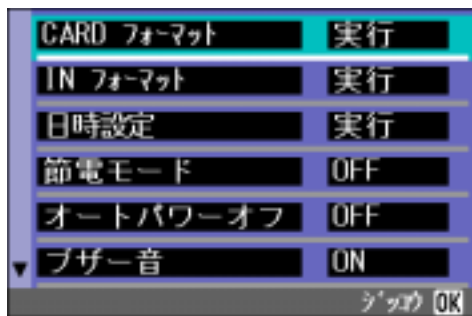 CARD フォーマット 実行
IN フォーマット 実行
日時設定 実行
節電モード OFF
オートパワーオフ OFF
ブザー音 ON
ジッコウ OK